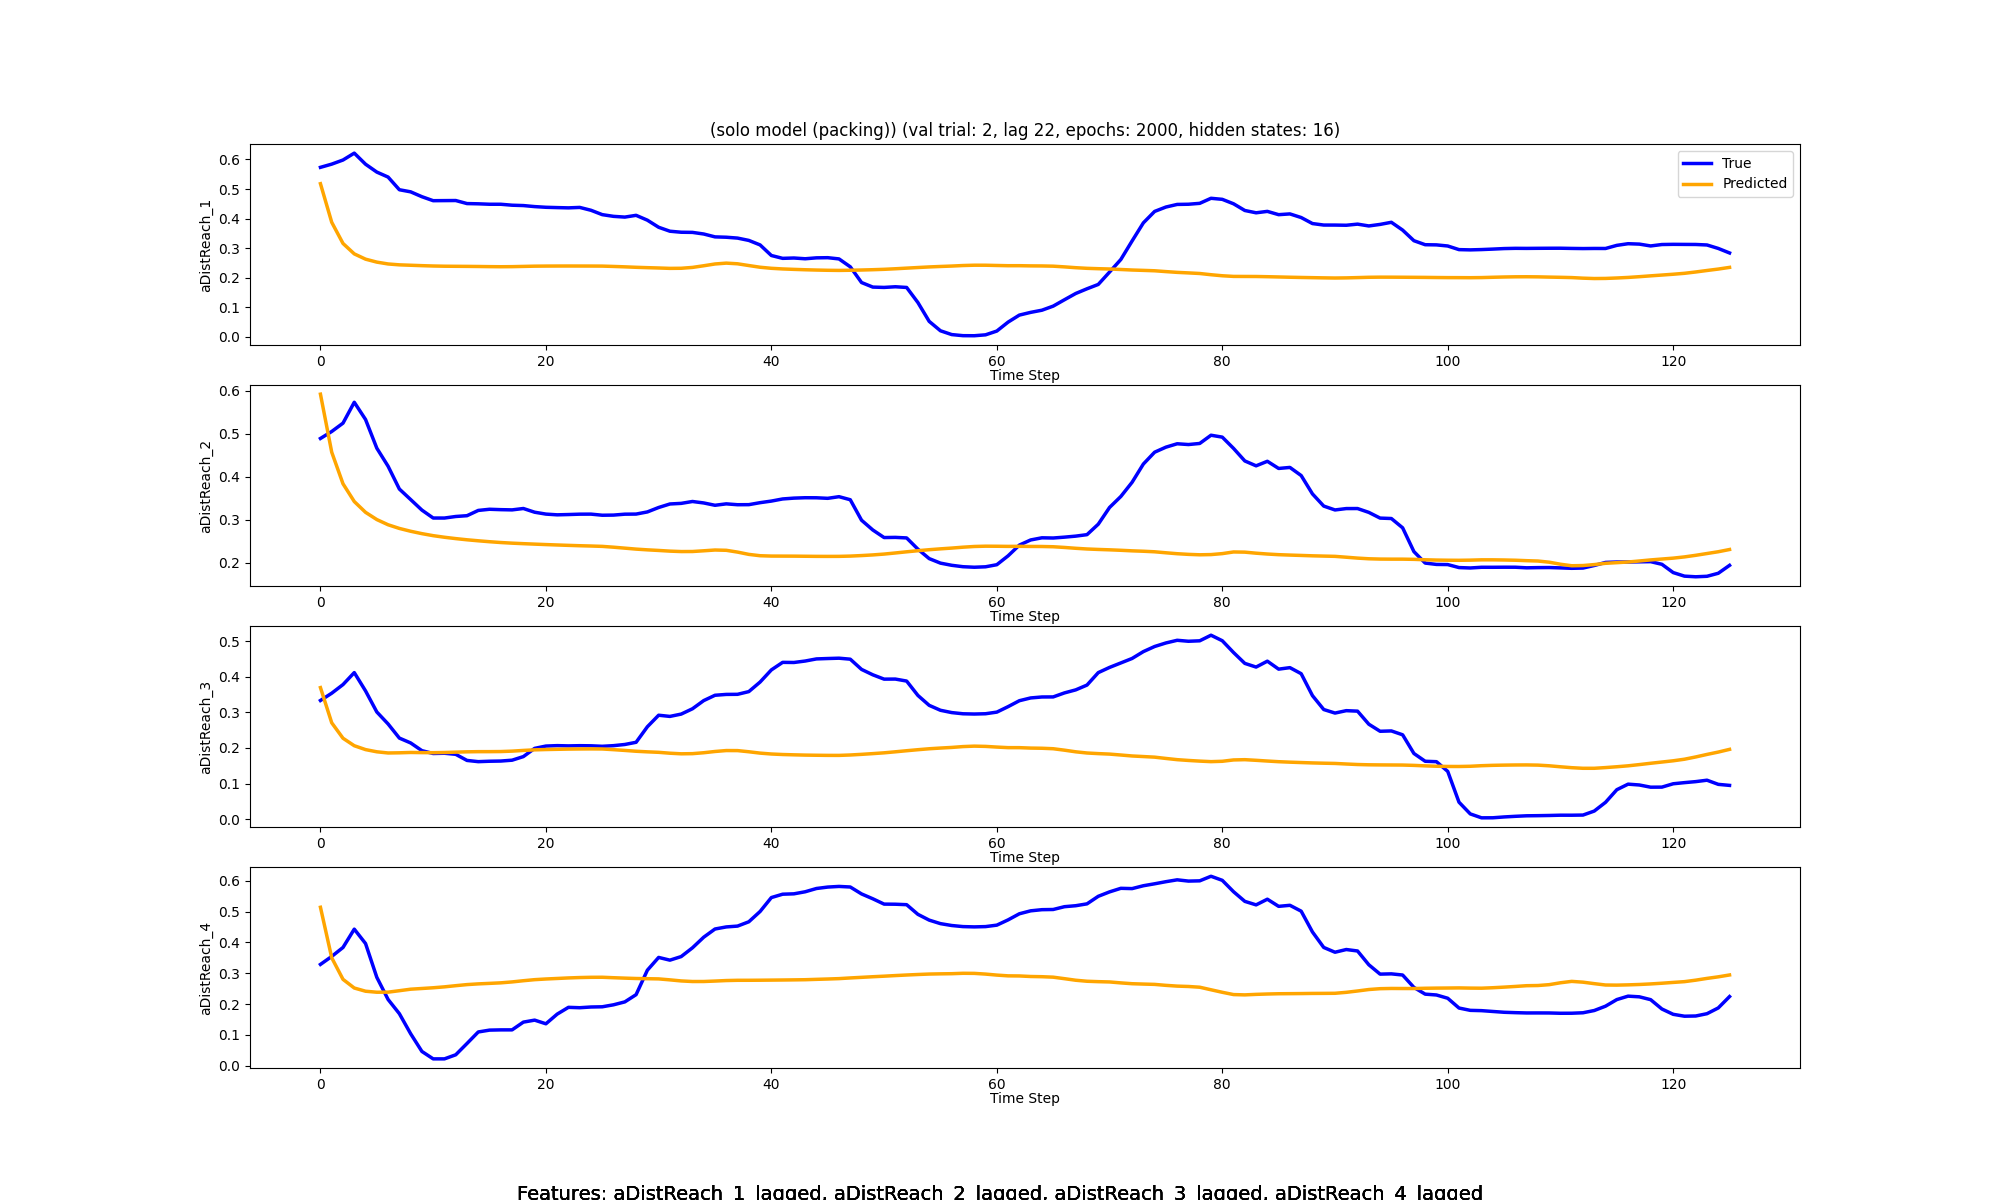 (solo model (packing)) (val trial: 2, lag 22, epochs: 2000, hidden states: 16)
True
Predicted
aDistReach_1
0.6
0.5
0.4
0.3
0.2
0.1
0.0
0 20 40 60 80 100 120
Time Step
aDistReach_2
0.6
0.5
0.4
0.3
0.2
0 20 40 60 80 100 120
Time Step
aDistReach_3
0.5
0.4
0.3
0.2
0.1
0.0
0 20 40 60 80 100 120
Time Step
aDistReach_4
0.6
0.5
0.4
0.3
0.2
0.1
0.0
0 20 40 60 80 100 120
Time Step
Features: aDistReach_1_lagged, aDistReach_2_lagged, aDistReach_3_lagged, aDistReach_4_lagged